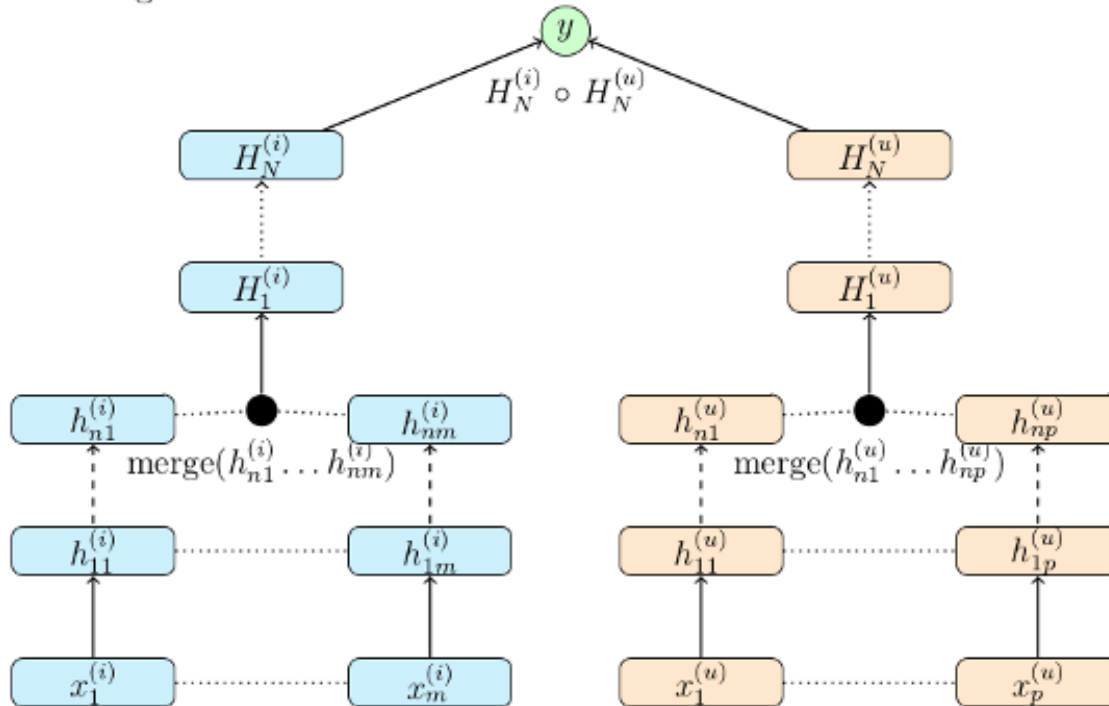 y
H_N^{(i)} ∘ H_N^{(u)}
H_N^{(i)} H_N^{(u)}
H_1^{(i)} H_1^{(u)}
h_{n1}^{(i)} h_{nm}^{(i)} h_{n1}^{(u)} h_{np}^{(u)}
merge(h_{n1}^{(i)} … h_{nm}^{(i)}) merge(h_{n1}^{(u)} … h_{np}^{(u)})
h_{11}^{(i)} h_{1m}^{(i)} h_{11}^{(u)} h_{1p}^{(u)}
x_1^{(i)} x_m^{(i)} x_1^{(u)} x_p^{(u)}